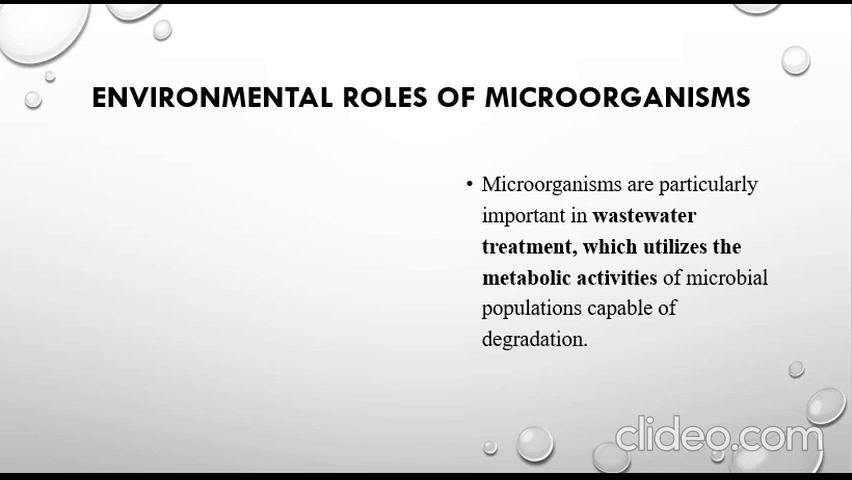 ENVIRONMENTAL ROLES OF MICROORGANISMS
• Microorganisms are particularly
important in wastewater
treatment, which utilizes the
metabolic activities of microbial
populations capable of
degradation.
clideo.com